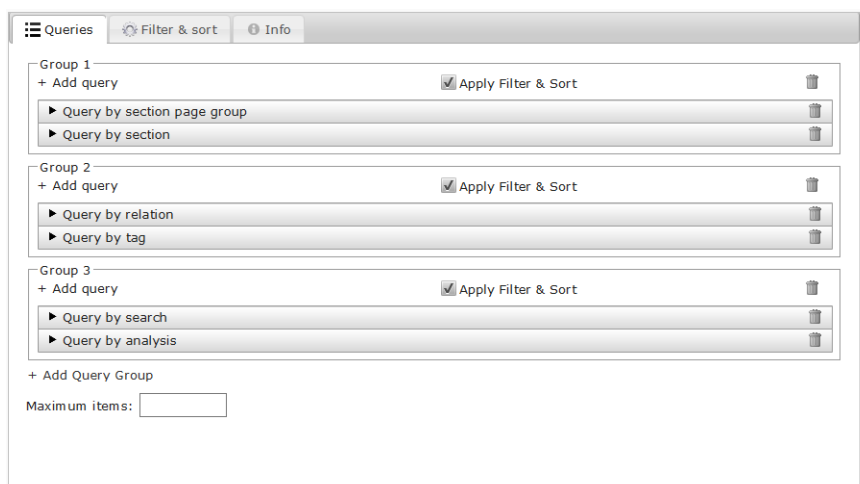 Queries Filter & sort Info
Group 1
+ Add query Apply Filter & Sort
Query by section page group
Query by section
Group 2
+ Add query Apply Filter & Sort
Query by relation
Query by tag
Group 3
+ Add query Apply Filter & Sort
Query by search
Query by analysis
+ Add Query Group
Maximum items: